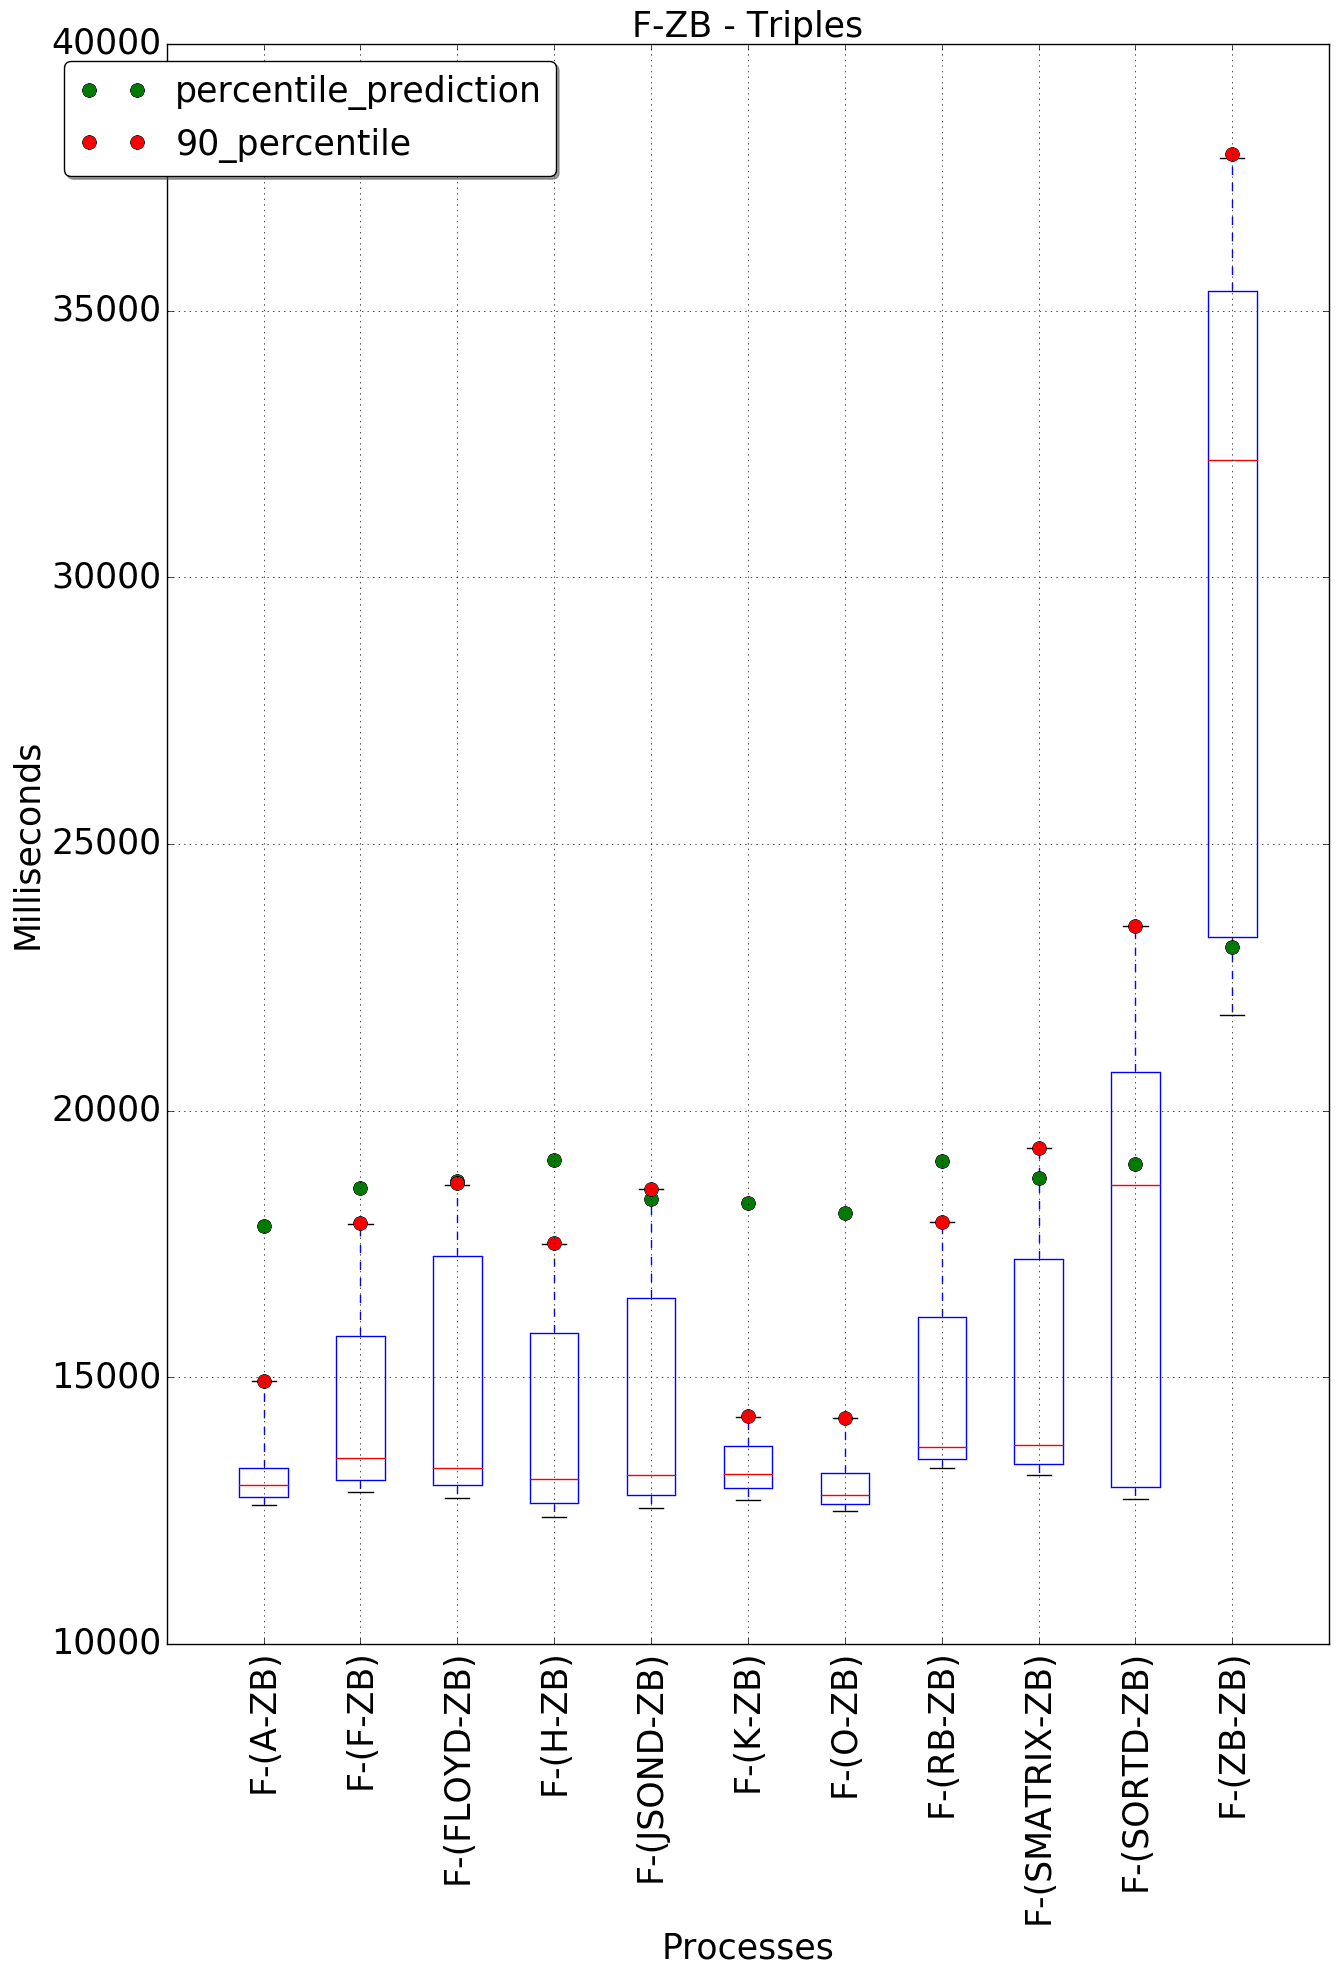 F-ZB - Triples
percentile_prediction
90_percentile
Milliseconds
40000
35000
30000
25000
20000
15000
10000
F-(A-ZB)
F-(F-ZB)
F-(FLOYD-ZB)
F-(H-ZB)
F-(JSOND-ZB)
F-(K-ZB)
F-(O-ZB)
F-(RB-ZB)
F-(SMATRIX-ZB)
F-(SORTD-ZB)
F-(ZB-ZB)
Processes